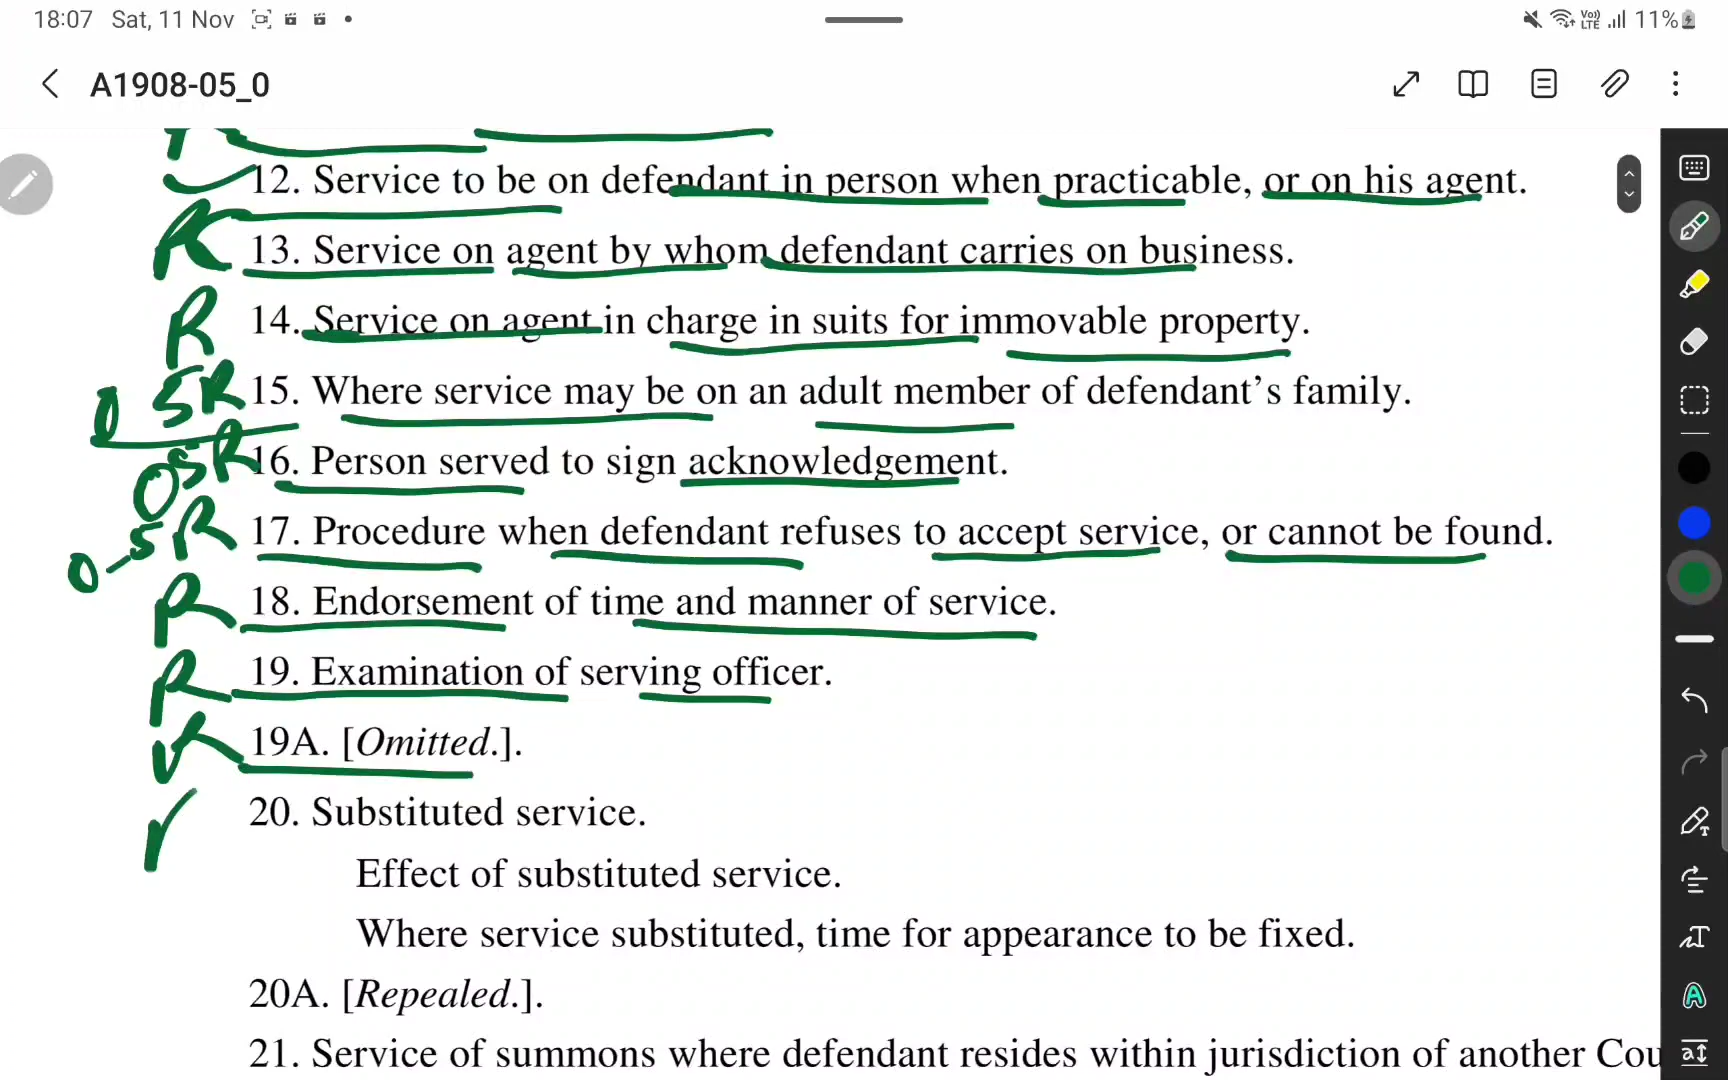 18:07 Sat, 11 Nov
Vo)) LTE 11%
A1908-05_0
12. Service to be on defendant in person when practicable, or on his agent.
R 13. Service on agent by whom defendant carries on business.
R 14. Service on agent in charge in suits for immovable property.
O 5 R 15. Where service may be on an adult member of defendant’s family.
O 5 R 16. Person served to sign acknowledgement.
O-5 R 17. Procedure when defendant refuses to accept service, or cannot be found.
R 18. Endorsement of time and manner of service.
R 19. Examination of serving officer.
R 19A. [Omitted.].
20. Substituted service.
Effect of substituted service.
Where service substituted, time for appearance to be fixed.
20A. [Repealed.].
21. Service of summons where defendant resides within jurisdiction of another Cou